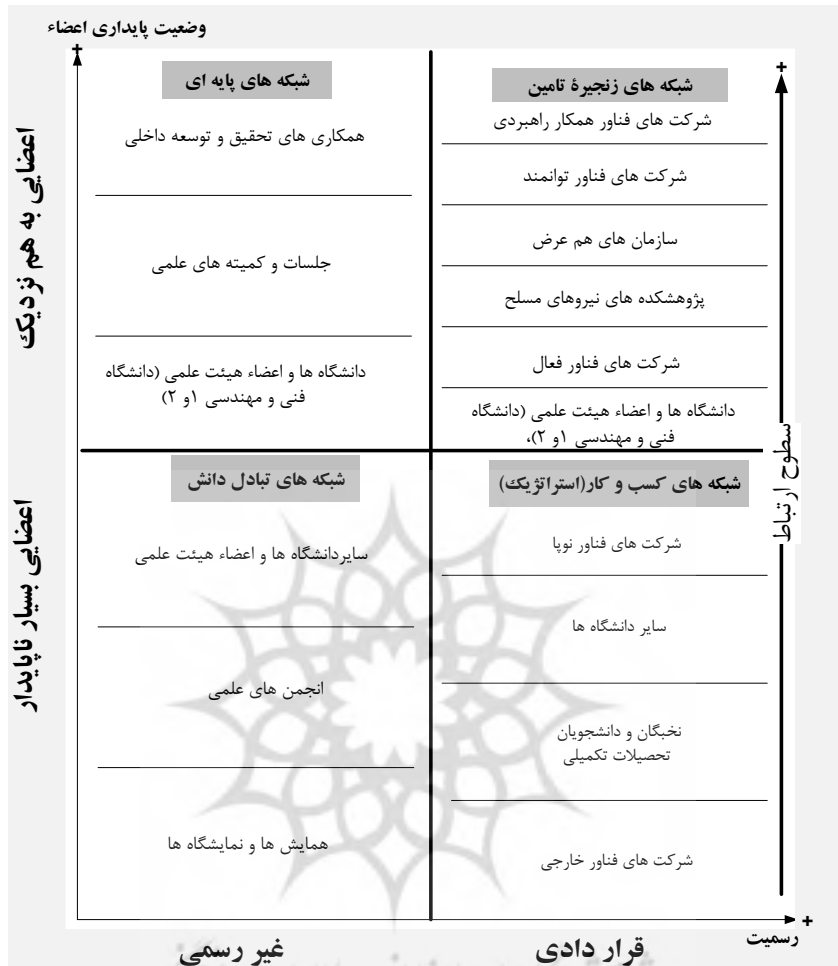 وضعیت پایداری اعضاء
+
+
شبکه های زنجیرۀ تامین
شرکت های فناور همکار راهبردی
شرکت های فناور توانمند
سازمان های هم عرض
پژوهشکده های نیروهای مسلح
شرکت های فناور فعال
دانشگاه ها و اعضاء هیئت علمی (دانشگاه
فنی و مهندسی ۱و ۲)،
شبکه های پایه ای
همکاری های تحقیق و توسعه داخلی
جلسات و کمیته های علمی
دانشگاه ها و اعضاء هیئت علمی (دانشگاه
فنی و مهندسی ۱و ۲)
اعضایی به هم نزدیک
سطوح ارتباط
شبکه های کسب و کار(استراتژیک)
شرکت های فناور نوپا
سایر دانشگاه ها
نخبگان و دانشجویان
تحصیلات تکمیلی
شرکت های فناور خارجی
شبکه های تبادل دانش
سایردانشگاه ها و اعضاء هیئت علمی
انجمن های علمی
همایش ها و نمایشگاه ها
اعضایی بسیار ناپایدار
+
رسمیت
قرار دادی
غیر رسمی